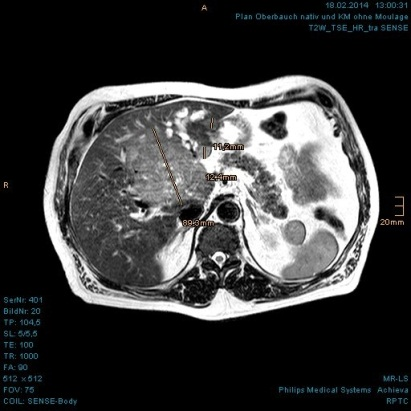 A
18.02.2014 13:00:31
Plan Oberbauch nativ und KM ohne Moulage
T2W_TSE_HR_tra SENSE
11,2mm
R
12,4mm
20mm
89,3mm
SerNr: 401
BildNr: 20
TP: 104,5
SL: 5/5,5
TE: 100
TR: 1000
FA: 90
512 x 512
FOV: 75
COIL: SENSE-Body
MR-LS
Philips Medical Systems Achieva
RPTC